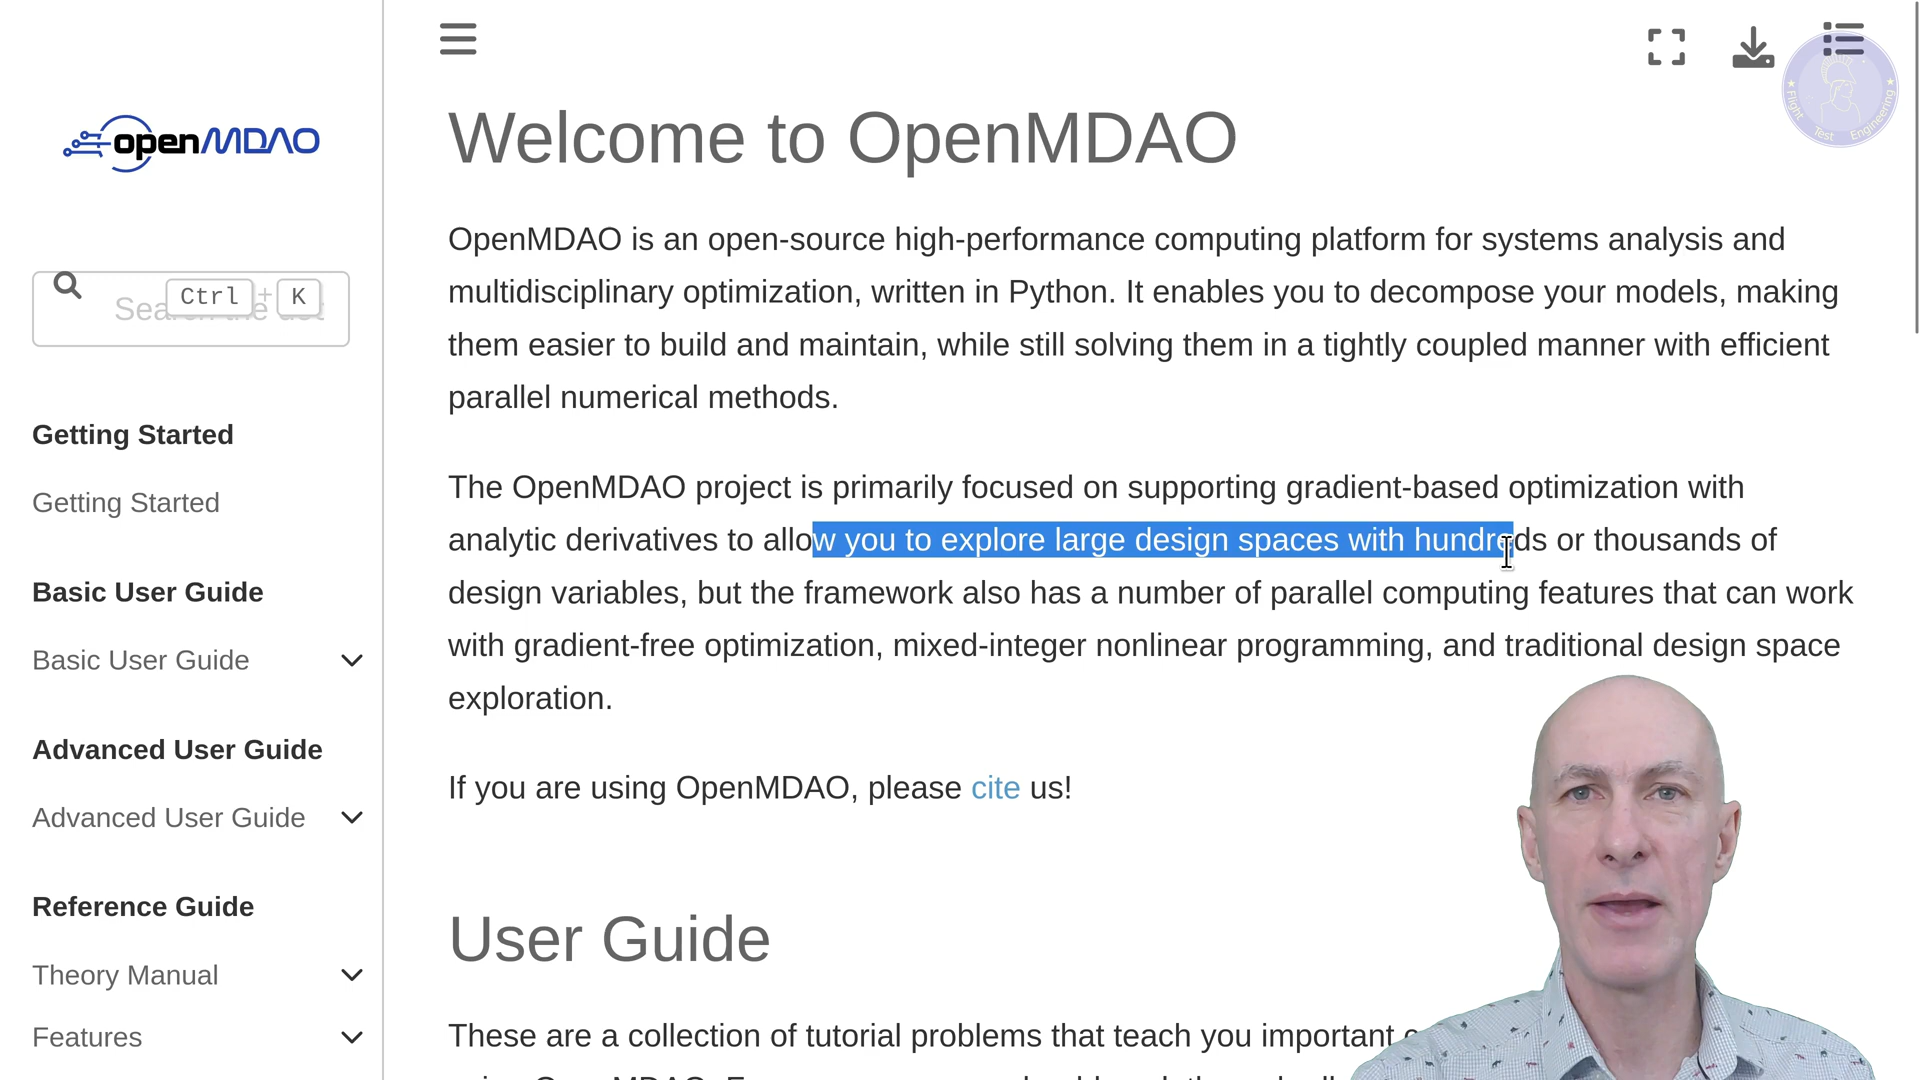 Welcome to OpenMDAO
OpenMDAO is an open-source high-performance computing platform for systems analysis and
multidisciplinary optimization, written in Python. It enables you to decompose your models, making
them easier to build and maintain, while still solving them in a tightly coupled manner with efficient
parallel numerical methods.
The OpenMDAO project is primarily focused on supporting gradient-based optimization with
analytic derivatives to allow you to explore large design spaces with hundreds or thousands of
design variables, but the framework also has a number of parallel computing features that can work
with gradient-free optimization, mixed-integer nonlinear programming, and traditional design space
exploration.
If you are using OpenMDAO, please cite us!
User Guide
These are a collection of tutorial problems that teach you important
openMDAO
Ctrl + K
Getting Started
Getting Started
Basic User Guide
Basic User Guide
Advanced User Guide
Advanced User Guide
Reference Guide
Theory Manual
Features
Flight Test Engineering